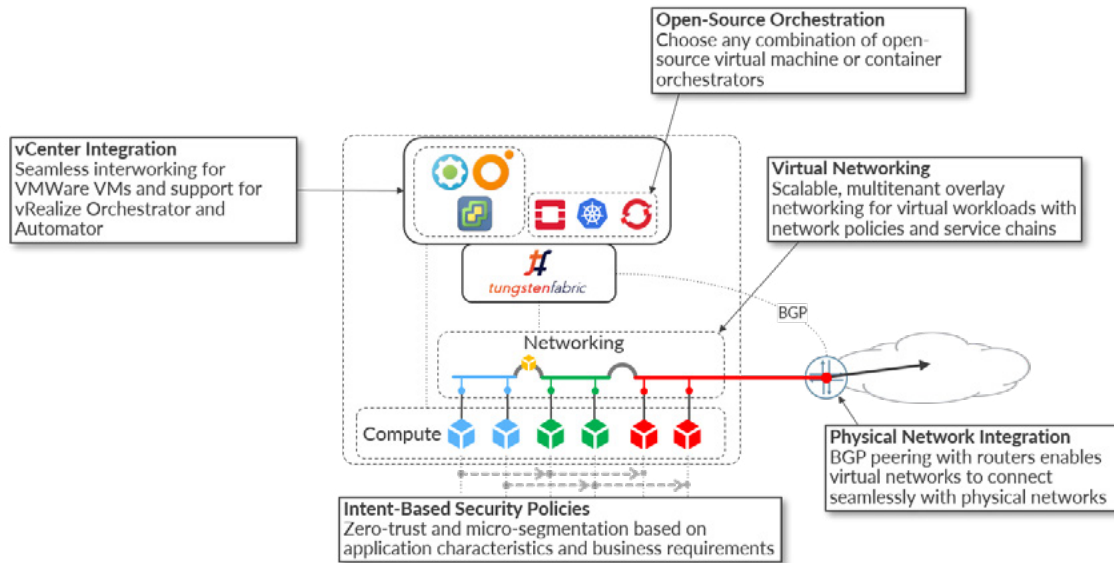 Open-Source Orchestration
Choose any combination of open-
source virtual machine or container
orchestrators
vCenter Integration
Seamless interworking for
VMWare VMs and support for
vRealize Orchestrator and
Automator
Virtual Networking
Scalable, multitenant overlay
networking for virtual workloads with
network policies and service chains
tungstenfabric
BGP
Networking
Compute
Physical Network Integration
BGP peering with routers enables
virtual networks to connect
seamlessly with physical networks
Intent-Based Security Policies
Zero-trust and micro-segmentation based on
application characteristics and business requirements